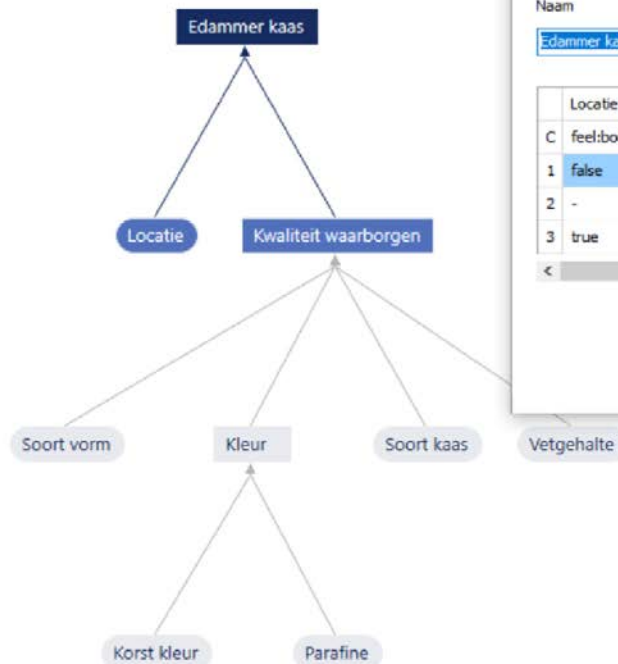 Naam
Edammer kaas
Edammer
Locatie
C feel:bo
1 false
2 -
3 true
<
Locatie
Kwaliteit waarborgen
Soort vorm
Kleur
Soort kaas
Vetgehalte
Korst kleur
Parafine